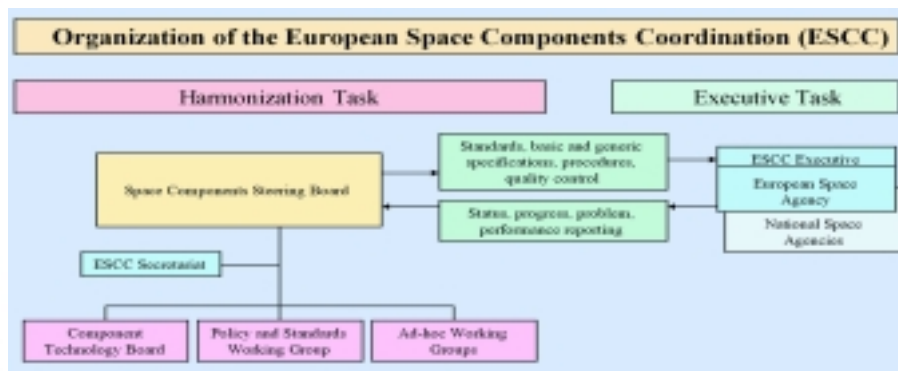 Organization of the European Space Components Coordination (ESCC)
Harmonization Task
Executive Task
Standards, basic and generic
specifications, procedures,
quality control
ESCC Executive
Space Components Steering Board
European Space
Agency
Status, progress, problem,
performance reporting
National Space
Agencies
ESCC Secretariat
Component
Technology Board
Policy and Standards
Working Group
Ad-hoc Working
Groups